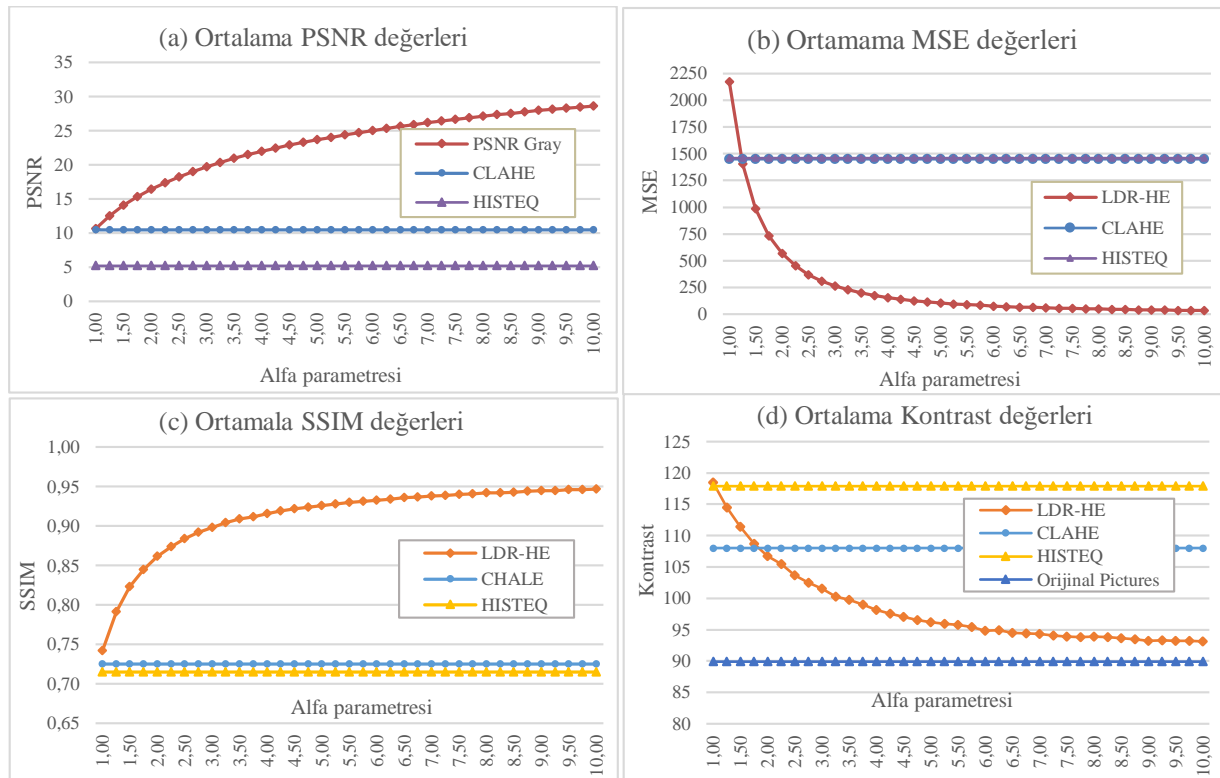 (a) Ortalama PSNR değerleri
35
30
25
20
15
10
5
0
PSNR
PSNR Gray
CLAHE
HISTEQ
1,00 1,50 2,00 2,50 3,00 3,50 4,00 4,50 5,00 5,50 6,00 6,50 7,00 7,50 8,00 8,50 9,00 9,50 10,00
Alfa parametresi
(b) Ortamama MSE değerleri
2250
2000
1750
1500
1250
1000
750
500
250
0
MSE
LDR-HE
CLAHE
HISTEQ
1,00 1,50 2,00 2,50 3,00 3,50 4,00 4,50 5,00 5,50 6,00 6,50 7,00 7,50 8,00 8,50 9,00 9,50 10,00
Alfa parametresi
(c) Ortamala SSIM değerleri
1,00
0,95
0,90
0,85
0,80
0,75
0,70
0,65
SSIM
LDR-HE
CHALE
HISTEQ
Alfa parametresi
1,00 1,50 2,00 2,50 3,00 3,50 4,00 4,50 5,00 5,50 6,00 6,50 7,00 7,50 8,00 8,50 9,00 9,50 10,00
(d) Ortalama Kontrast değerleri
125
120
115
110
105
100
95
90
85
80
Kontrast
LDR-HE
CLAHE
HISTEQ
Orijinal Pictures
Alfa parametresi
1,00 1,50 2,00 2,50 3,00 3,50 4,00 4,50 5,00 5,50 6,00 6,50 7,00 7,50 8,00 8,50 9,00 9,50 10,00